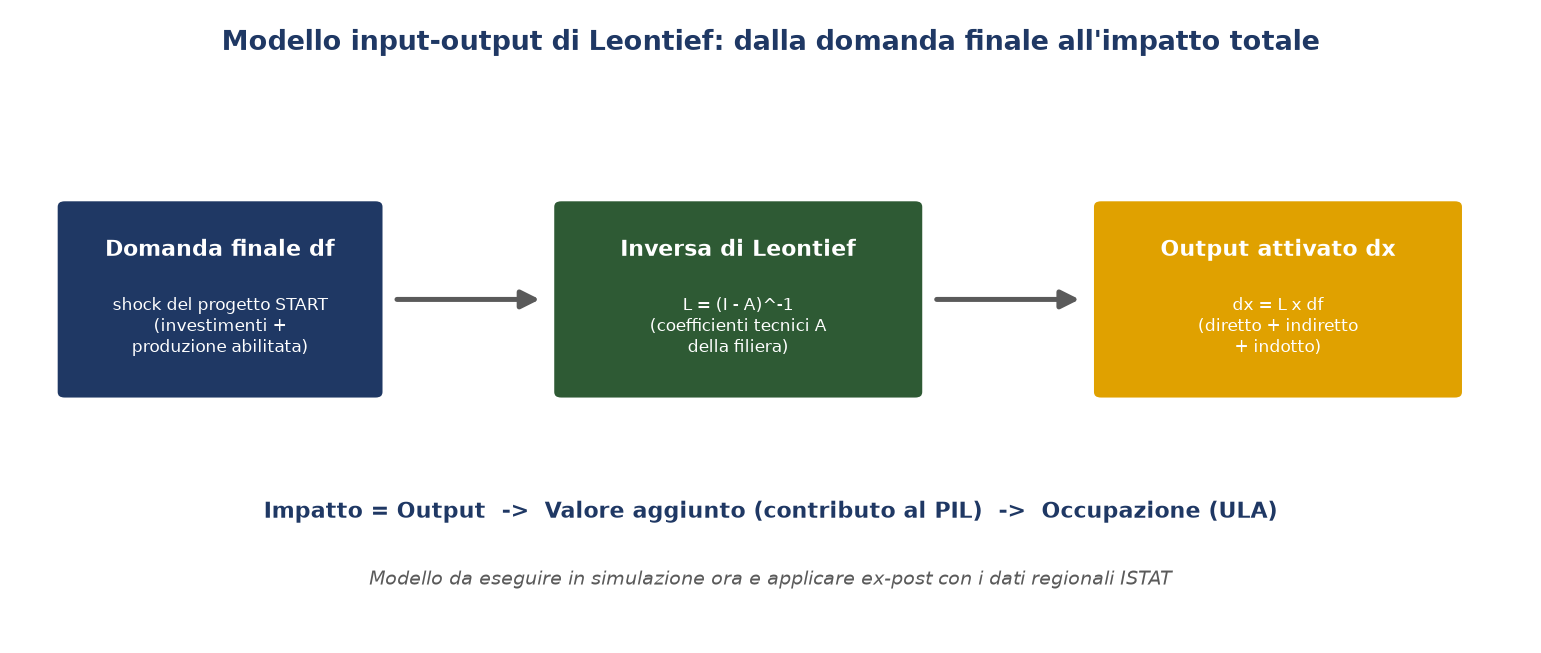 Modello input-output di Leontief: dalla domanda finale all'impatto totale
Domanda finale df
shock del progetto START
(investimenti +
produzione abilitata)
Inversa di Leontief
L = (I - A)^-1
(coefficienti tecnici A
della filiera)
Output attivato dx
dx = L x df
(diretto + indiretto
+ indotto)
Impatto = Output -> Valore aggiunto (contributo al PIL) -> Occupazione (ULA)
Modello da eseguire in simulazione ora e applicare ex-post con i dati regionali ISTAT